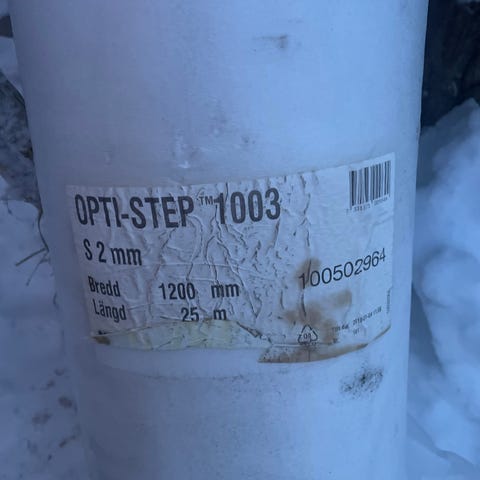 OPTI-STEP™ 1003
S 2 mm
Bredd 1200 mm
Längd 25 m
100502964